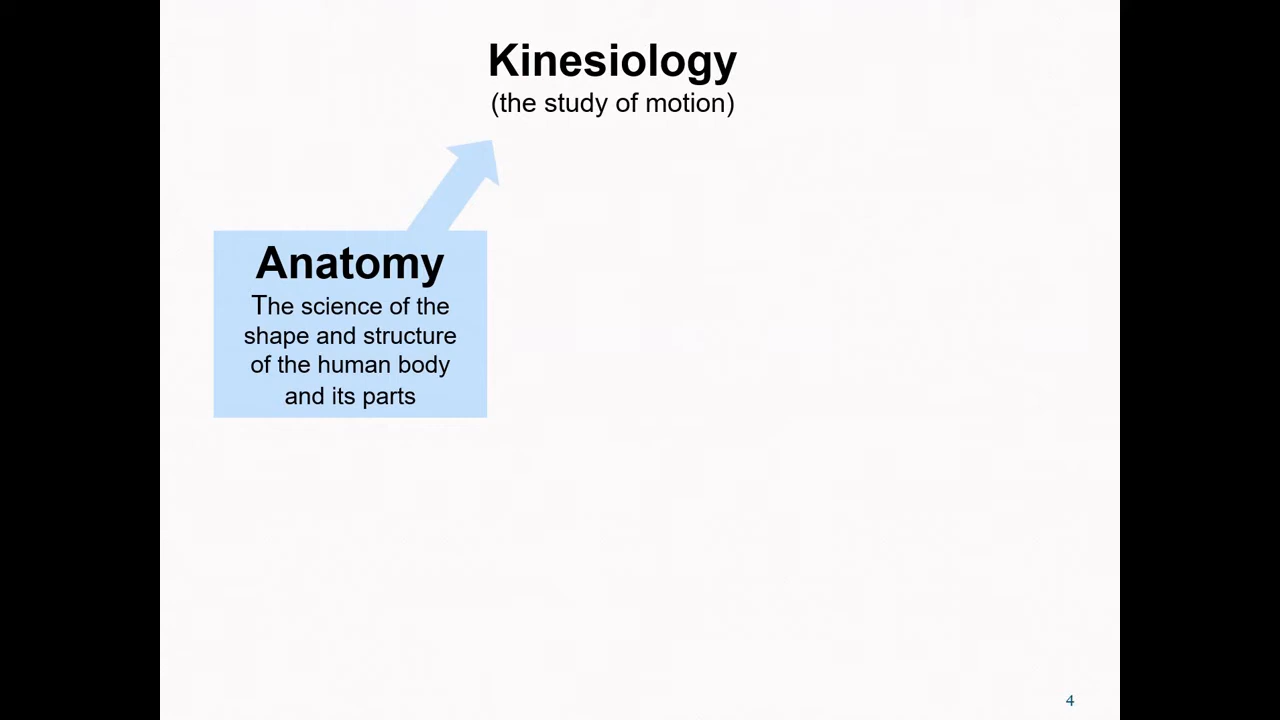 Kinesiology
(the study of motion)
Anatomy
The science of the
shape and structure
of the human body
and its parts
4